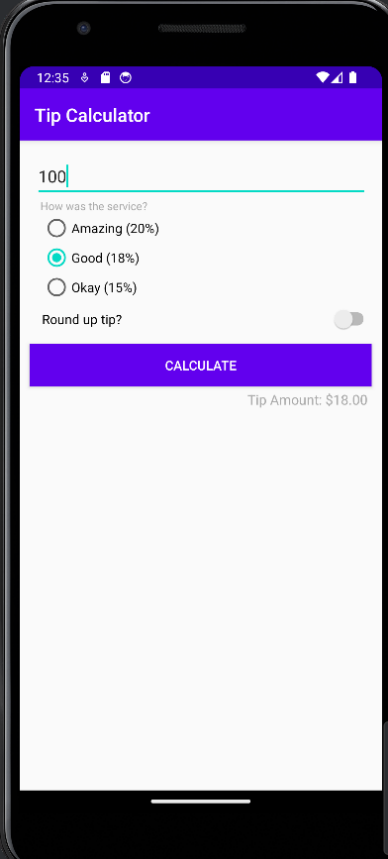 12:35
Tip Calculator
100
How was the service?
Amazing (20%)
Good (18%)
Okay (15%)
Round up tip?
CALCULATE
Tip Amount: $18.00